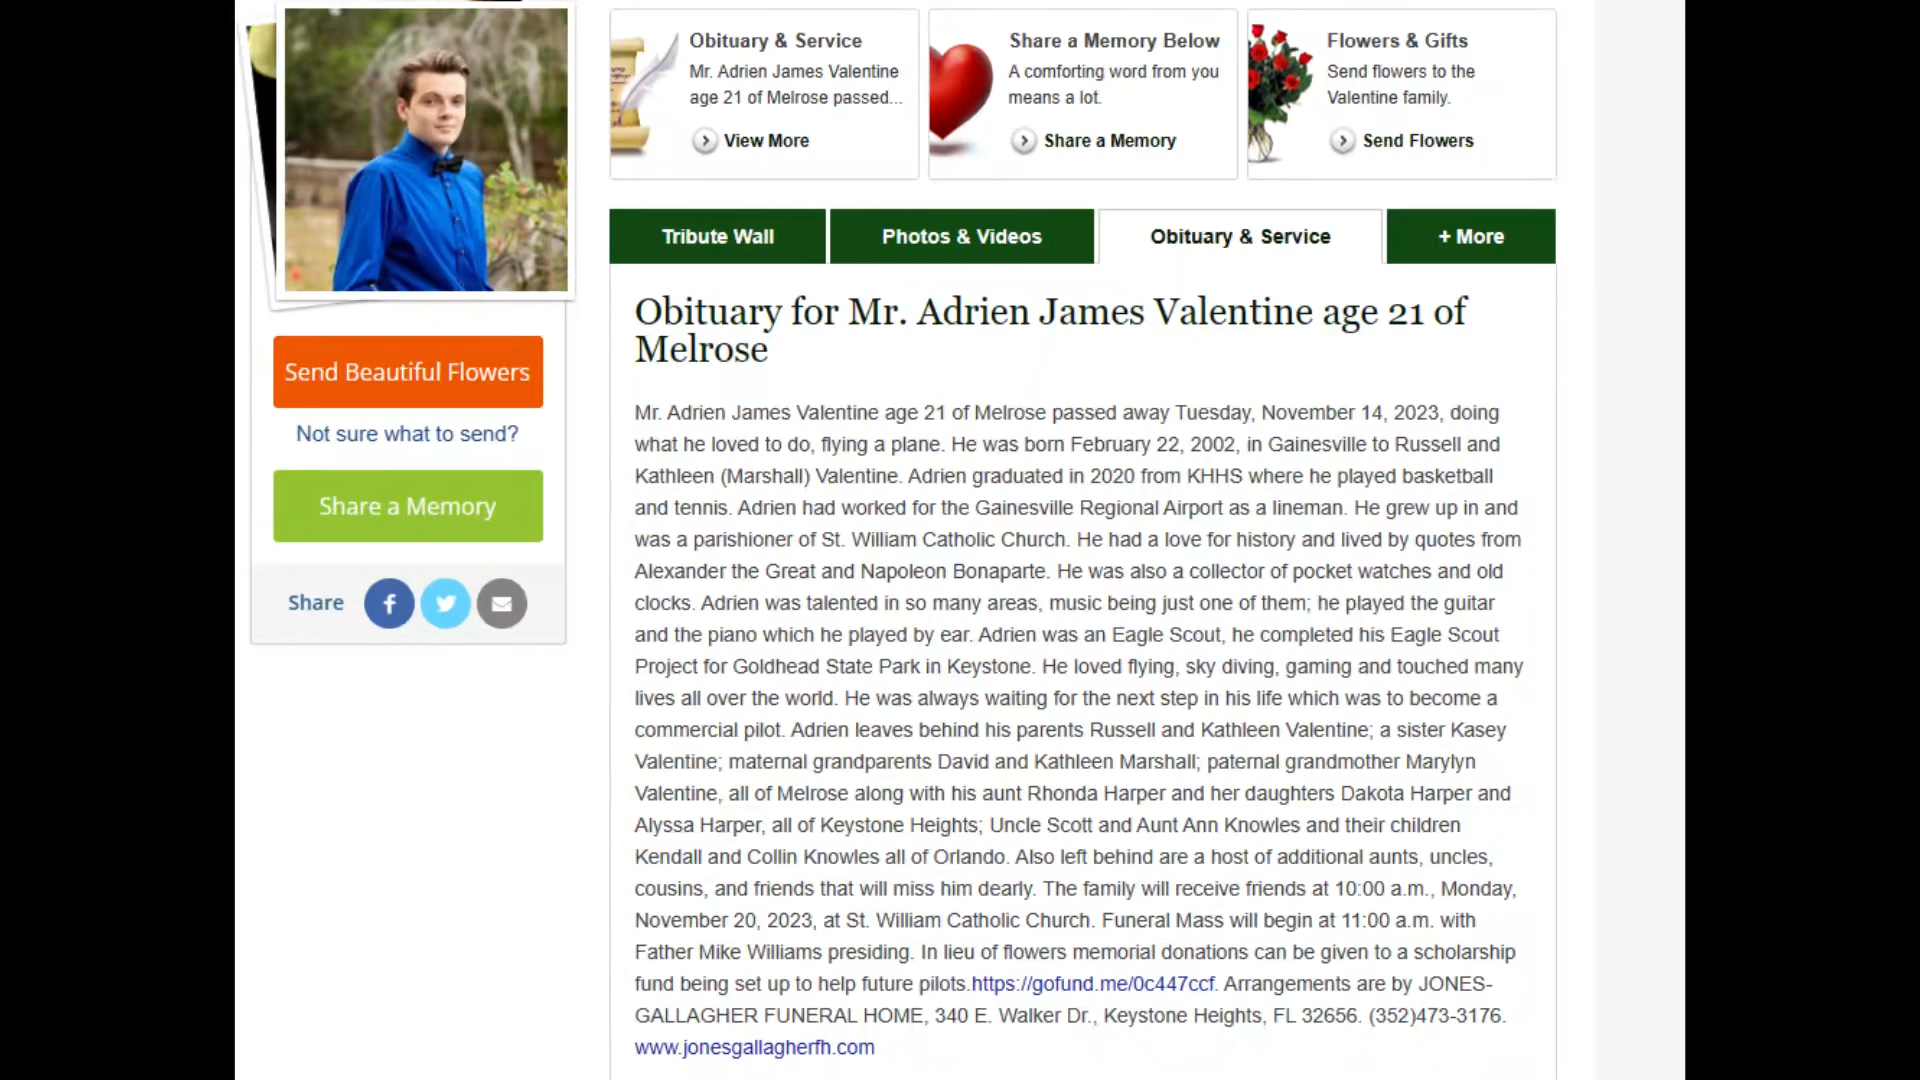 Obituary & Service
Mr. Adrien James Valentine
age 21 of Melrose passed...
View More
Share a Memory Below
A comforting word from you
means a lot.
Share a Memory
Flowers & Gifts
Send flowers to the
Valentine family.
Send Flowers
Tribute Wall
Photos & Videos
Obituary & Service
+ More
Send Beautiful Flowers
Not sure what to send?
Share a Memory
Share
Obituary for Mr. Adrien James Valentine age 21 of
Melrose
Mr. Adrien James Valentine age 21 of Melrose passed away Tuesday, November 14, 2023, doing
what he loved to do, flying a plane. He was born February 22, 2002, in Gainesville to Russell and
Kathleen (Marshall) Valentine. Adrien graduated in 2020 from KHHS where he played basketball
and tennis. Adrien had worked for the Gainesville Regional Airport as a lineman. He grew up in and
was a parishioner of St. William Catholic Church. He had a love for history and lived by quotes from
Alexander the Great and Napoleon Bonaparte. He was also a collector of pocket watches and old
clocks. Adrien was talented in so many areas, music being just one of them; he played the guitar
and the piano which he played by ear. Adrien was an Eagle Scout, he completed his Eagle Scout
Project for Goldhead State Park in Keystone. He loved flying, sky diving, gaming and touched many
lives all over the world. He was always waiting for the next step in his life which was to become a
commercial pilot. Adrien leaves behind his parents Russell and Kathleen Valentine; a sister Kasey
Valentine; maternal grandparents David and Kathleen Marshall; paternal grandmother Marylyn
Valentine, all of Melrose along with his aunt Rhonda Harper and her daughters Dakota Harper and
Alyssa Harper, all of Keystone Heights; Uncle Scott and Aunt Ann Knowles and their children
Kendall and Collin Knowles all of Orlando. Also left behind are a host of additional aunts, uncles,
cousins, and friends that will miss him dearly. The family will receive friends at 10:00 a.m., Monday,
November 20, 2023, at St. William Catholic Church. Funeral Mass will begin at 11:00 a.m. with
Father Mike Williams presiding. In lieu of flowers memorial donations can be given to a scholarship
fund being set up to help future pilots.https://gofund.me/0c447ccf. Arrangements are by JONES-
GALLAGHER FUNERAL HOME, 340 E. Walker Dr., Keystone Heights, FL 32656. (352)473-3176.
www.jonesgallagherfh.com